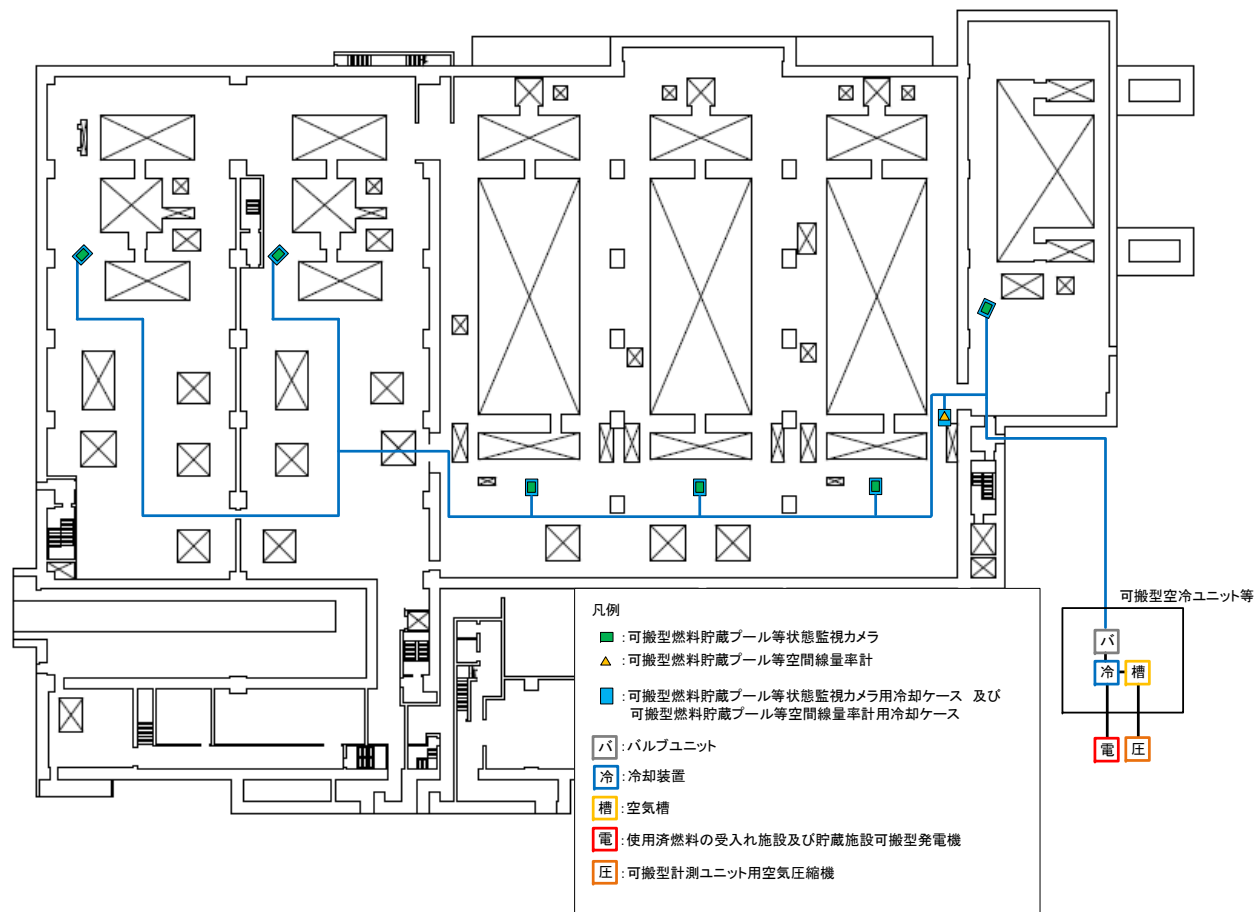 可搬型空冷ユニット等
バ
冷
槽
電
圧
凡例
：可搬型燃料貯蔵プール等状態監視カメラ
：可搬型燃料貯蔵プール等空間線量率計
：可搬型燃料貯蔵プール等状態監視カメラ用冷却ケース 及び
可搬型燃料貯蔵プール等空間線量率計用冷却ケース
バ：バルブユニット
冷：冷却装置
槽：空気槽
電：使用済燃料の受入れ施設及び貯蔵施設可搬型発電機
圧：可搬型計測ユニット用空気圧縮機